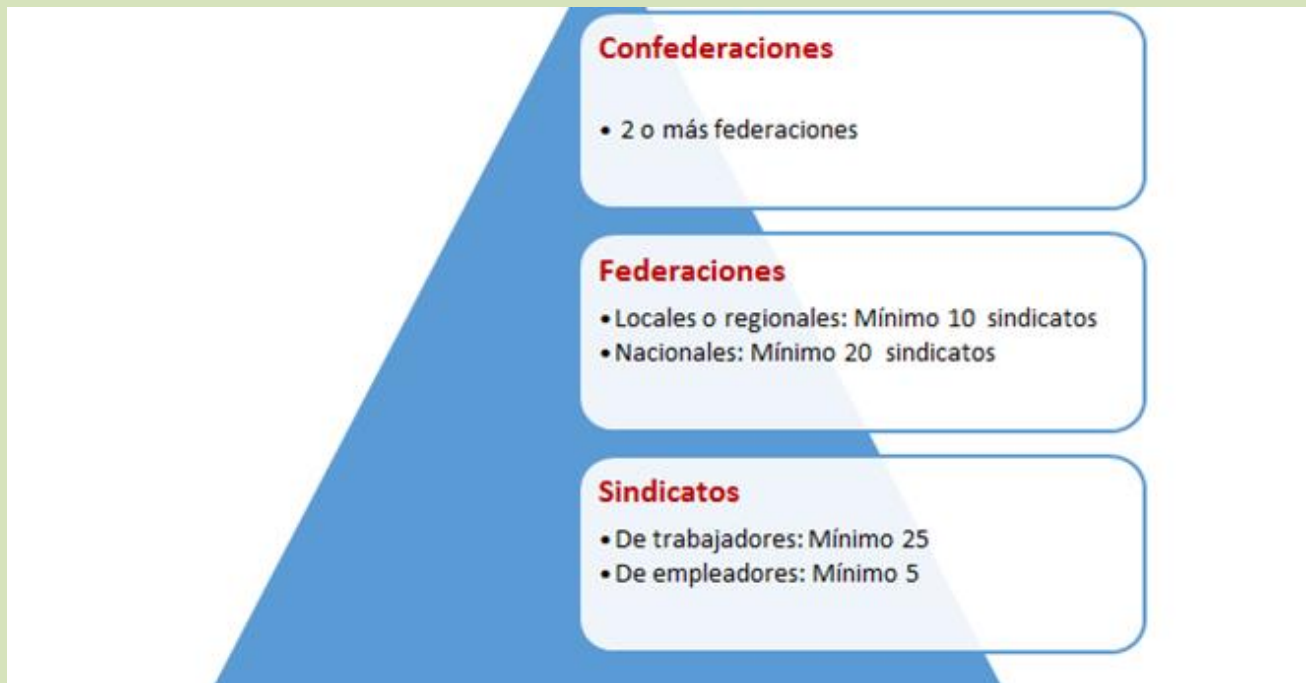 Confederaciones
• 2 o más federaciones
Federaciones
• Locales o regionales: Mínimo 10 sindicatos
• Nacionales: Mínimo 20 sindicatos
Sindicatos
• De trabajadores: Mínimo 25
• De empleadores: Mínimo 5